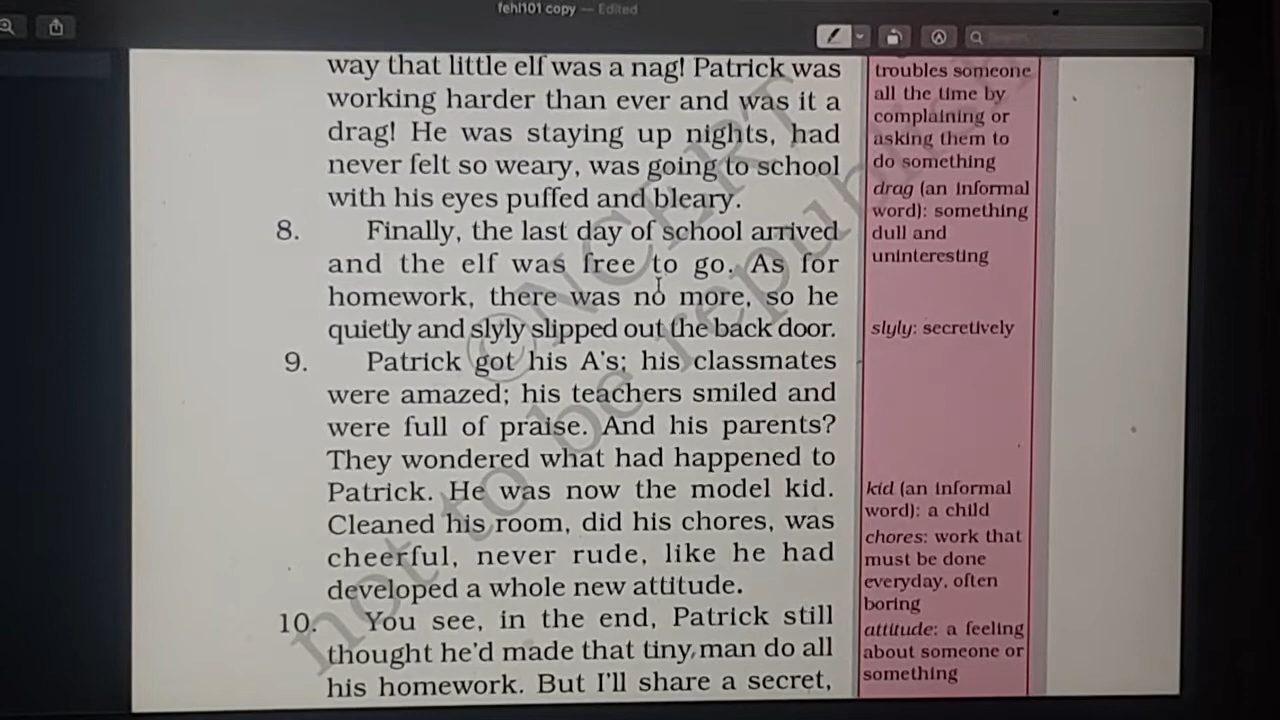 fehl101 copy — Edited
way that little elf was a nag! Patrick was
working harder than ever and was it a
drag! He was staying up nights, had
never felt so weary, was going to school
with his eyes puffed and bleary.
8. Finally, the last day of school arrived
and the elf was free to go. As for
homework, there was no more, so he
quietly and slyly slipped out the back door.
9. Patrick got his A's; his classmates
were amazed; his teachers smiled and
were full of praise. And his parents?
They wondered what had happened to
Patrick. He was now the model kid.
Cleaned his room, did his chores, was
cheerful, never rude, like he had
developed a whole new attitude.
10. You see, in the end, Patrick still
thought he'd made that tiny man do all
his homework. But I'll share a secret,
troubles someone
all the time by
complaining or
asking them to
do something
drag (an informal
word): something
dull and
uninteresting
slyly: secretively
kid (an informal
word): a child
chores: work that
must be done
everyday, often
boring
attitude: a feeling
about someone or
something
©NCERT
not to be republish